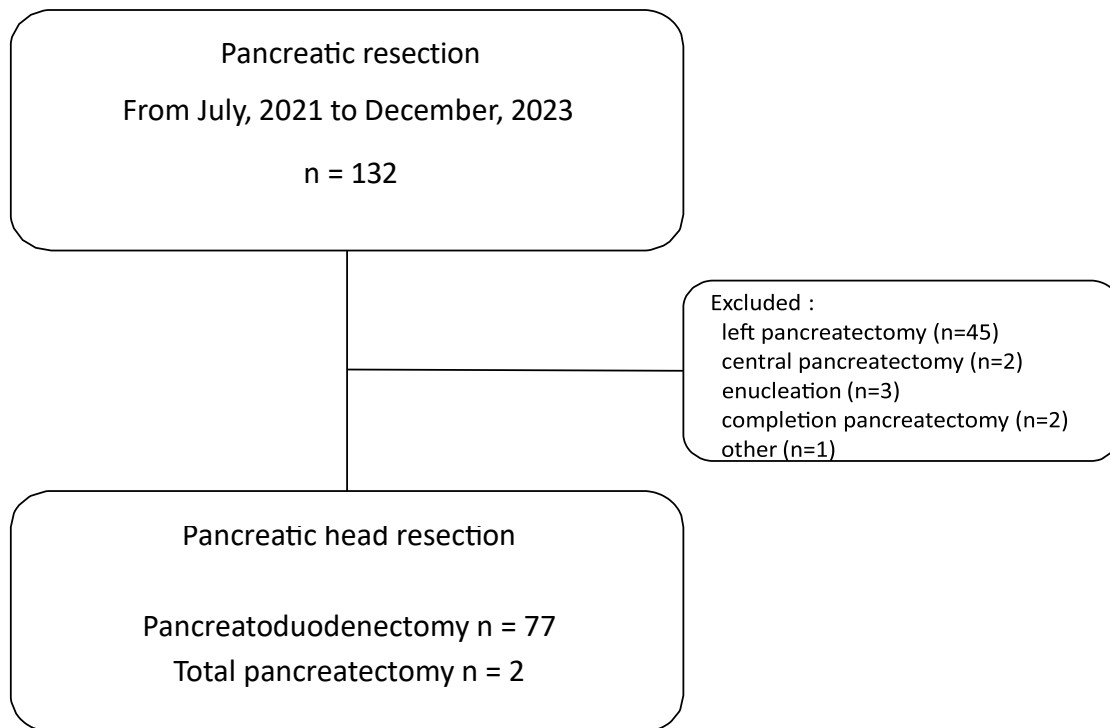 Pancreatic resection
From July, 2021 to December, 2023
n = 132
Excluded :
left pancreatectomy (n=45)
central pancreatectomy (n=2)
enucleation (n=3)
completion pancreatectomy (n=2)
other (n=1)
Pancreatic head resection
Pancreatoduodenectomy n = 77
Total pancreatectomy n = 2